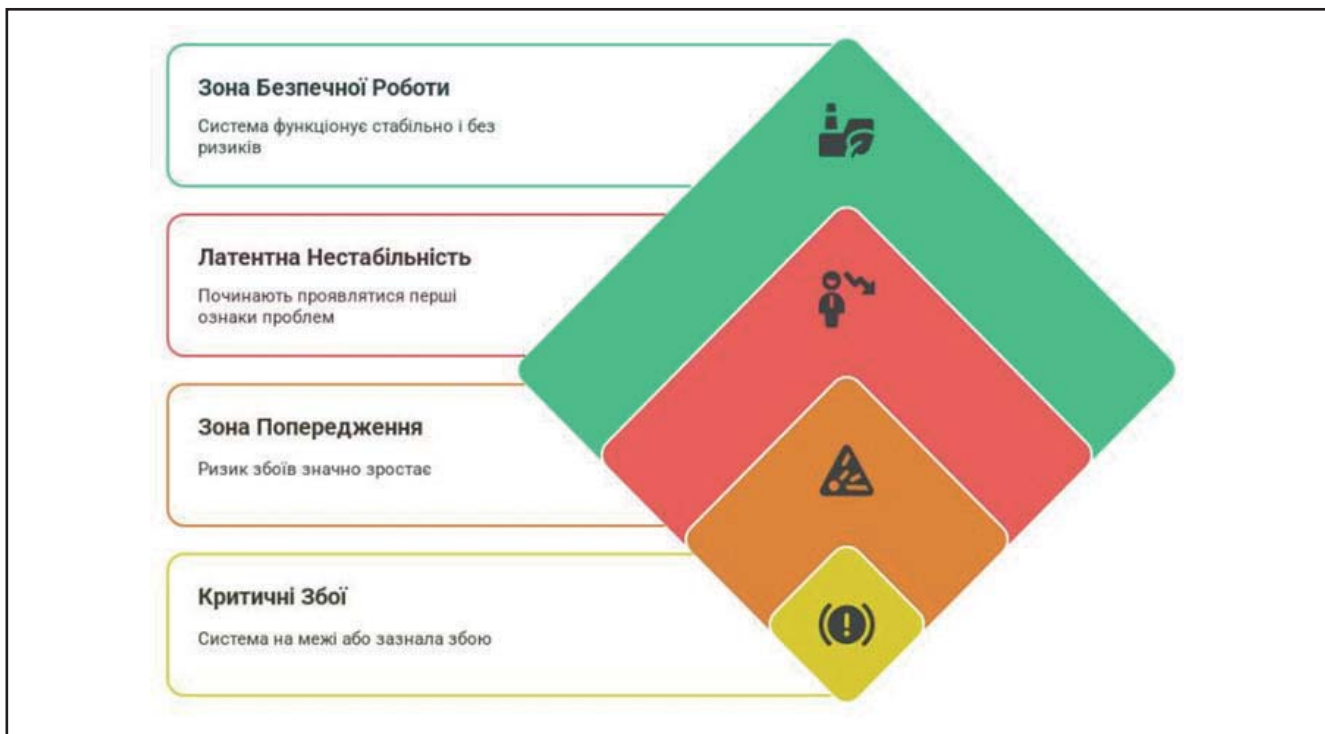 Зона Безпечної Роботи
Система функціонує стабільно і без
ризиків
Латентна Нестабільність
Починають проявлятися перші
ознаки проблем
Зона Попередження
Ризик збоїв значно зростає
Критичні Збої
Система на межі або зазнала збою